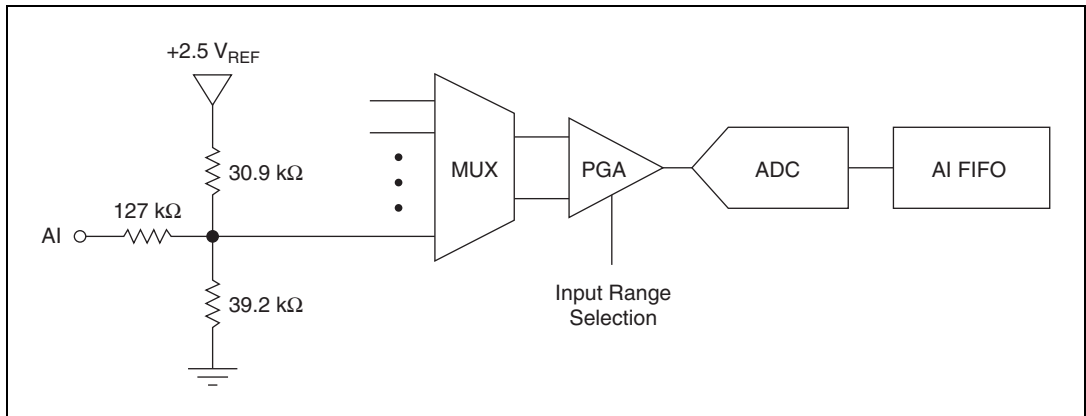 +2.5 VREF
30.9 kΩ
127 kΩ
AI
39.2 kΩ
MUX
PGA
ADC
AI FIFO
Input Range
Selection